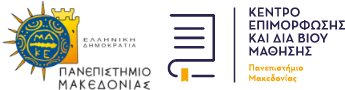 ΕΛΛΗΝΙΚΗ
ΔΗΜΟΚΡΑΤΙΑ
ΠΑΝΕΠΙΣΤΗΜΙΟ
ΜΑΚΕΔΟΝΙΑΣ
ΚΕΝΤΡΟ
ΕΠΙΜΟΡΦΩΣΗΣ
ΚΑΙ ΔΙΑ ΒΙΟΥ
ΜΑΘΗΣΗΣ
Πανεπιστήμιο
Μακεδονίας